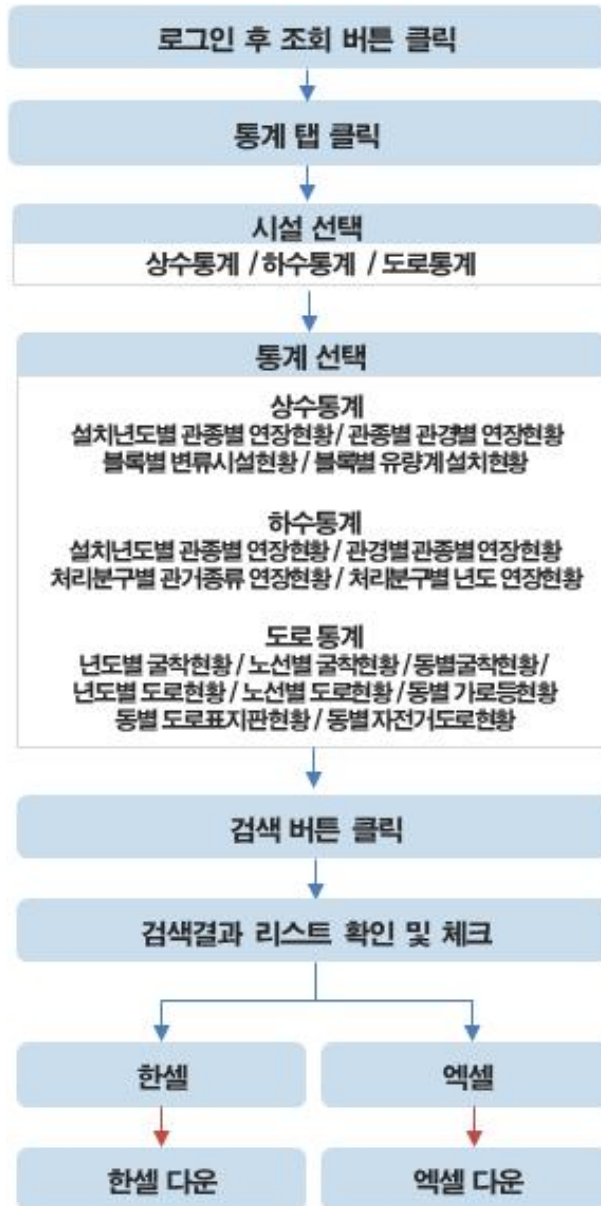 로그인 후 조회 버튼 클릭
통계 탭 클릭
시설 선택
상수통계 / 하수통계 / 도로통계
통계 선택
상수통계
설치년도별 관종별 연장현황 / 관종별 관경별 연장현황
블록별 변류시설현황 / 블록별 유량계 설치현황
하수통계
설치년도별 관종별 연장현황 / 관경별 관종별 연장현황
처리분구별 관거종류 연장현황 / 처리분구별 년도 연장현황
도로 통계
년도별 굴착현황 / 노선별 굴착현황 / 동별굴착현황 /
년도별 도로현황 / 노선별 도로현황 / 동별 가로등현황
동별 도로표지판현황 / 동별 자전거도로현황
검색 버튼 클릭
검색결과 리스트 확인 및 체크
한셀 엑셀
한셀 다운 엑셀 다운